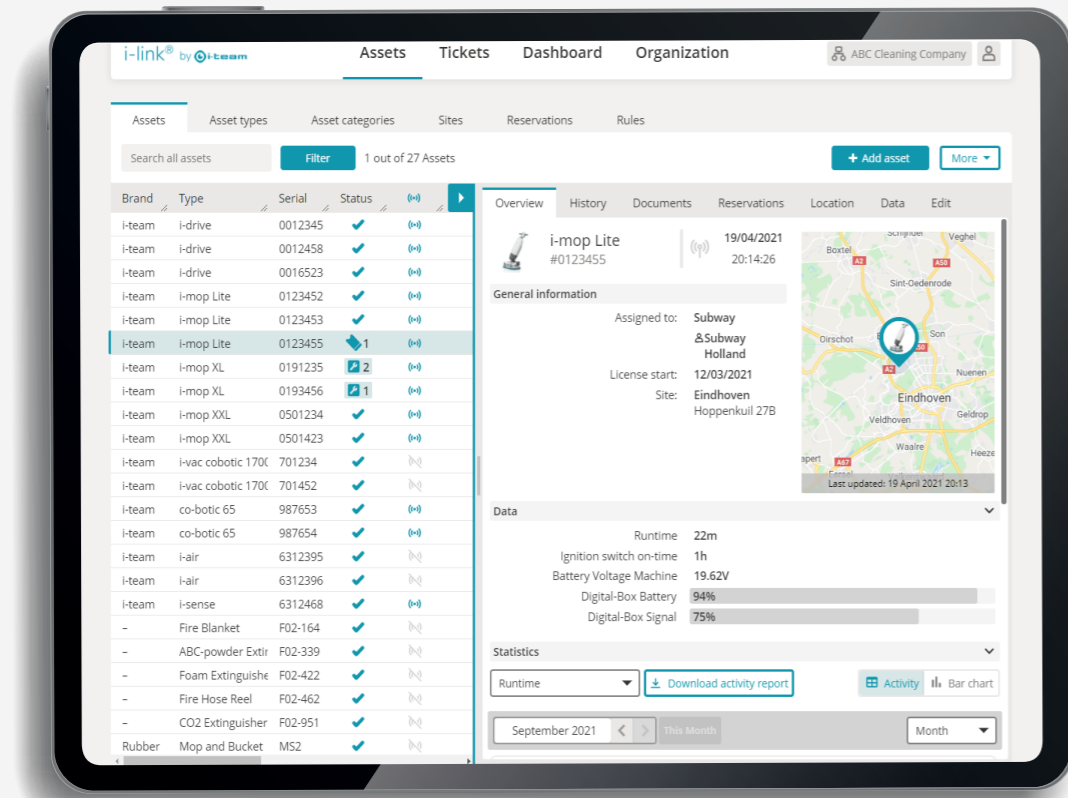 i-link® by i-team
Assets Tickets Dashboard Organization
ABC Cleaning Company
Assets Asset types Asset categories Sites Reservations Rules
Search all assets Filter 1 out of 27 Assets + Add asset More
Brand Type Serial Status
i-team i-drive 0012345
i-team i-drive 0012458
i-team i-drive 0016523
i-team i-mop Lite 0123452
i-team i-mop Lite 0123453
i-team i-mop Lite 0123455 1
i-team i-mop XL 0191235 2
i-team i-mop XL 0193456 1
i-team i-mop XXL 0501234
i-team i-mop XXL 0501423
i-team i-vac cobotic 1700 701234
i-team i-vac cobotic 1700 701452
i-team co-botic 65 987653
i-team co-botic 65 987654
i-team i-air 6312395
i-team i-air 6312396
i-team i-sense 6312468
– Fire Blanket F02-164
– ABC-powder Extir F02-339
– Foam Extinguishe F02-422
– Fire Hose Reel F02-462
– CO2 Extinguisher F02-951
Rubber Mop and Bucket MS2
Overview History Documents Reservations Location Data Edit
i-mop Lite
#0123455
19/04/2021
20:14:26
General information
Assigned to: Subway
Subway
Holland
License start: 12/03/2021
Site: Eindhoven
Hoppenkuil 27B
Schijndel Veghel
Boxtel
A2 A50
Sint-Oedenrode
Oirschot Son
A2
Nuenen
Eindhoven
Geldrop
Veldhoven
Waalre
Heeze
apert A67
Last updated: 19 April 2021 20:13
Data
Runtime 22m
Ignition switch on-time 1h
Battery Voltage Machine 19.62V
Digital-Box Battery 94%
Digital-Box Signal 75%
Statistics
Runtime Download activity report Activity Bar chart
September 2021 < > This Month Month